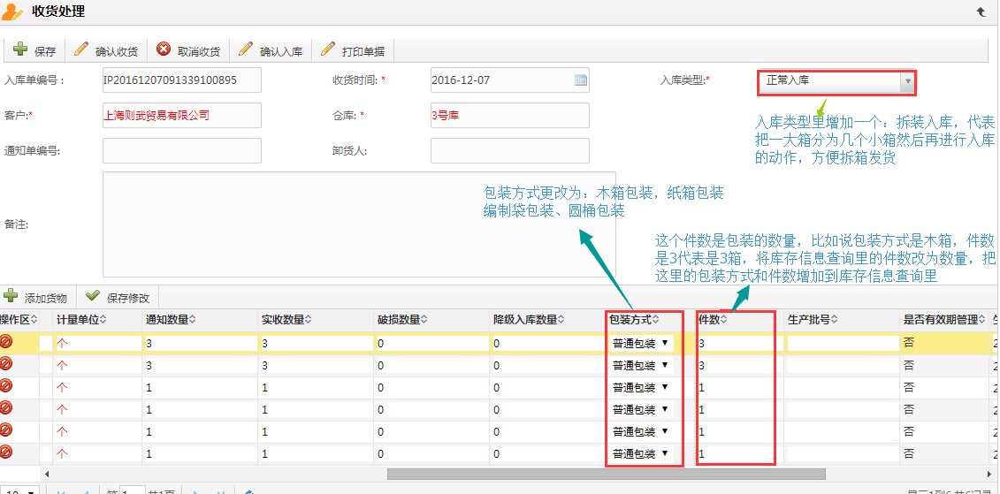 收货处理
保存 确认收货 取消收货 确认入库 打印单据
入库单编号： IP20161207091339100895 收货时间: * 2016-12-07 入库类型:* 正常入库
客户:* 上海则武贸易有限公司 仓库: * 3号库
通知单编号: 卸货人:
入库类型里增加一个：拆装入库，代表
把一大箱分为几个小箱然后再进行入库
的动作，方便拆箱发货
备注:
包装方式更改为：木箱包装，纸箱包装
编制袋包装、圆桶包装
这个件数是包装的数量，比如说包装方式是木箱，件数
是3代表是3箱，将库存信息查询里的件数改为数量，把
这里的包装方式和件数增加到库存信息查询里
添加货物 保存修改
操作区 计量单位 通知数量 实收数量 破损数量 降级入库数量 包装方式 件数 生产批号 是否有效期管理
个 3 3 0 0 普通包装 3 否 2
个 3 3 0 0 普通包装 3 否 2
个 1 1 0 0 普通包装 1 否 2
个 1 1 0 0 普通包装 1 否 2
个 1 1 0 0 普通包装 1 否 2
个 1 1 0 0 普通包装 1 否 2
10 第 1 共1页 显示1到6,共6记录